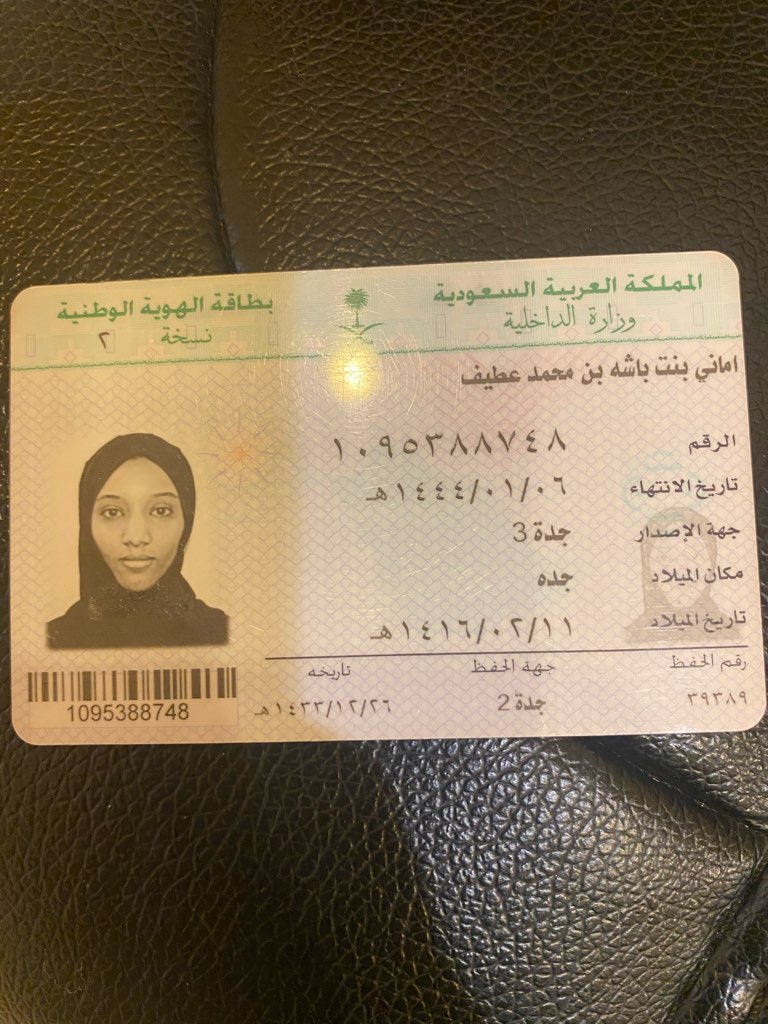 المملكة العربية السعودية
وزارة الداخلية
بطاقة الهوية الوطنية
نسخة ٢
اماني بنت باشه بن محمد عطيف
الرقم ١٠٩٥٣٨٨٧٤٨
تاريخ الانتهاء ١٤٤٤/٠١/٠٦هـ
جهة الإصدار جدة 3
مكان الميلاد جده
تاريخ الميلاد ١٤١٦/٠٢/١١هـ
رقم الحفظ جهة الحفظ تاريخه
٣٩٣٨٩ جدة 2 ١٤٣٣/١٢/٢٦هـ
1095388748